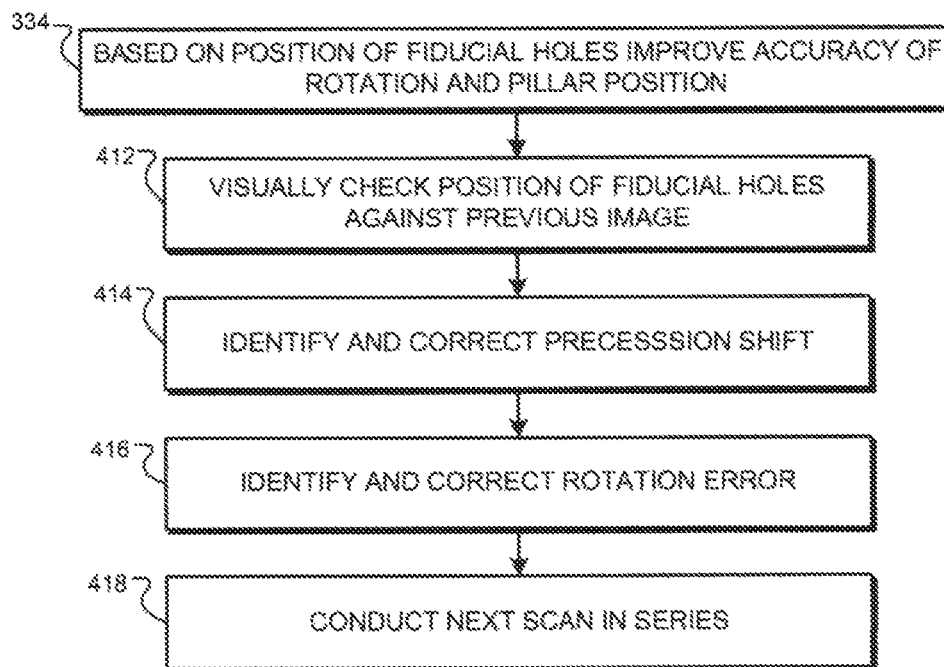 334
BASED ON POSITION OF FIDUCIAL HOLES IMPROVE ACCURACY OF
ROTATION AND PILLAR POSITION
412
VISUALLY CHECK POSITION OF FIDUCIAL HOLES
AGAINST PREVIOUS IMAGE
414
IDENTIFY AND CORRECT PRECESSSION SHIFT
416
IDENTIFY AND CORRECT ROTATION ERROR
418
CONDUCT NEXT SCAN IN SERIES